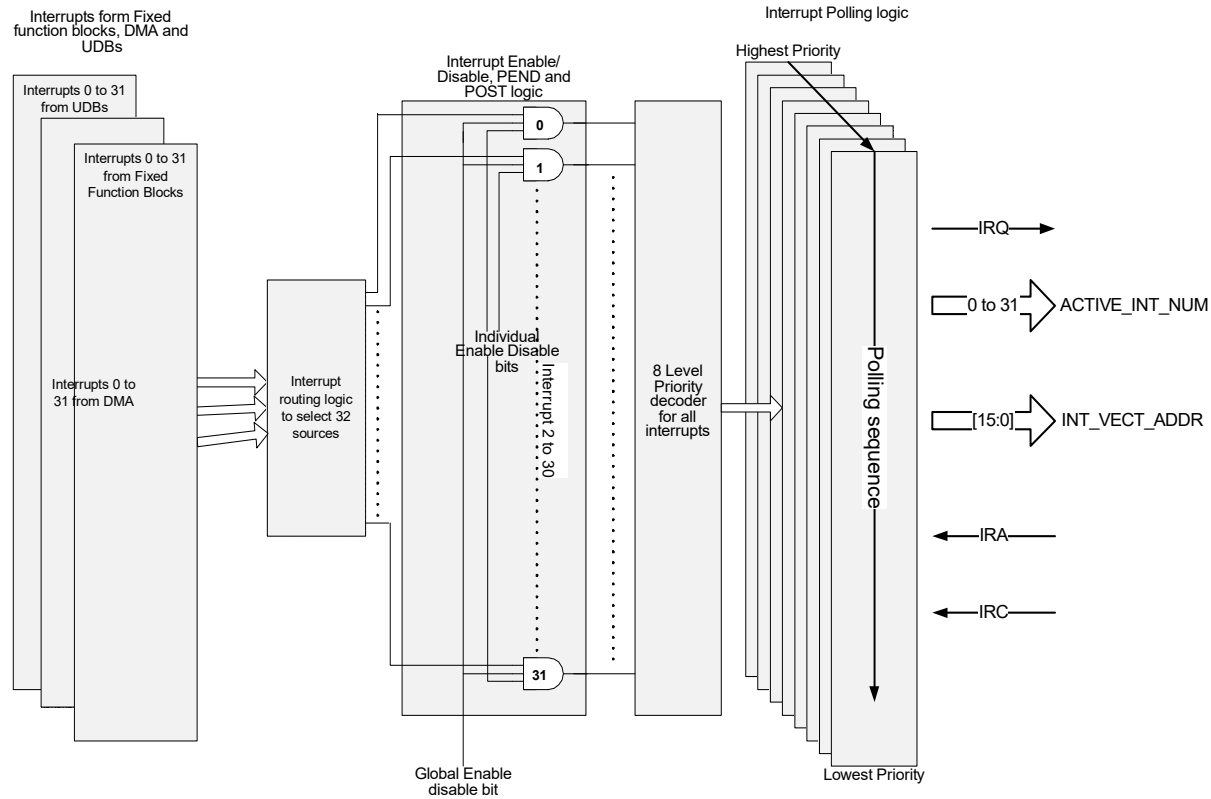 Interrupts form Fixed
function blocks, DMA and
UDBs
Interrupts 0 to 31
from UDBs
Interrupts 0 to 31
from Fixed
Function Blocks
Interrupts 0 to
31 from DMA
Interrupt
routing logic
to select 32
sources
Interrupt Enable/
Disable, PEND and
POST logic
0
1
Individual
Enable Disable
bits
Interrupt 2 to 30
31
Global Enable
disable bit
8 Level
Priority
decoder
for all
interrupts
Interrupt Polling logic
Highest Priority
Polling sequence
Lowest Priority
IRQ
0 to 31
ACTIVE_INT_NUM
[15:0]
INT_VECT_ADDR
IRA
IRC